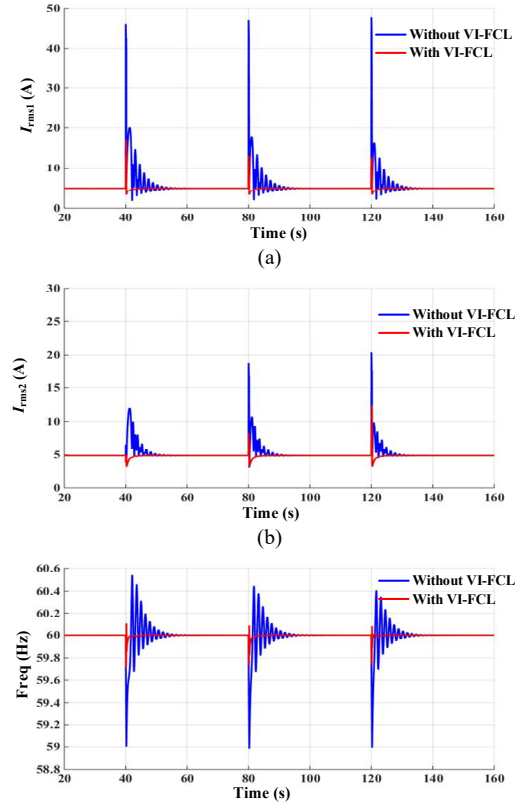 50
Without VI-FCL
40
With VI-FCL
30
20
10
0
Irms1 (A)
20 40 60 80 100 120 140 160
Time (s)
(a)
30
Without VI-FCL
25
With VI-FCL
20
15
10
5
0
Irms2 (A)
20 40 60 80 100 120 140 160
Time (s)
(b)
60.6
Without VI-FCL
60.4
With VI-FCL
60.2
60
59.8
59.6
59.4
59.2
59
58.8
Freq (Hz)
20 40 60 80 100 120 140 160
Time (s)